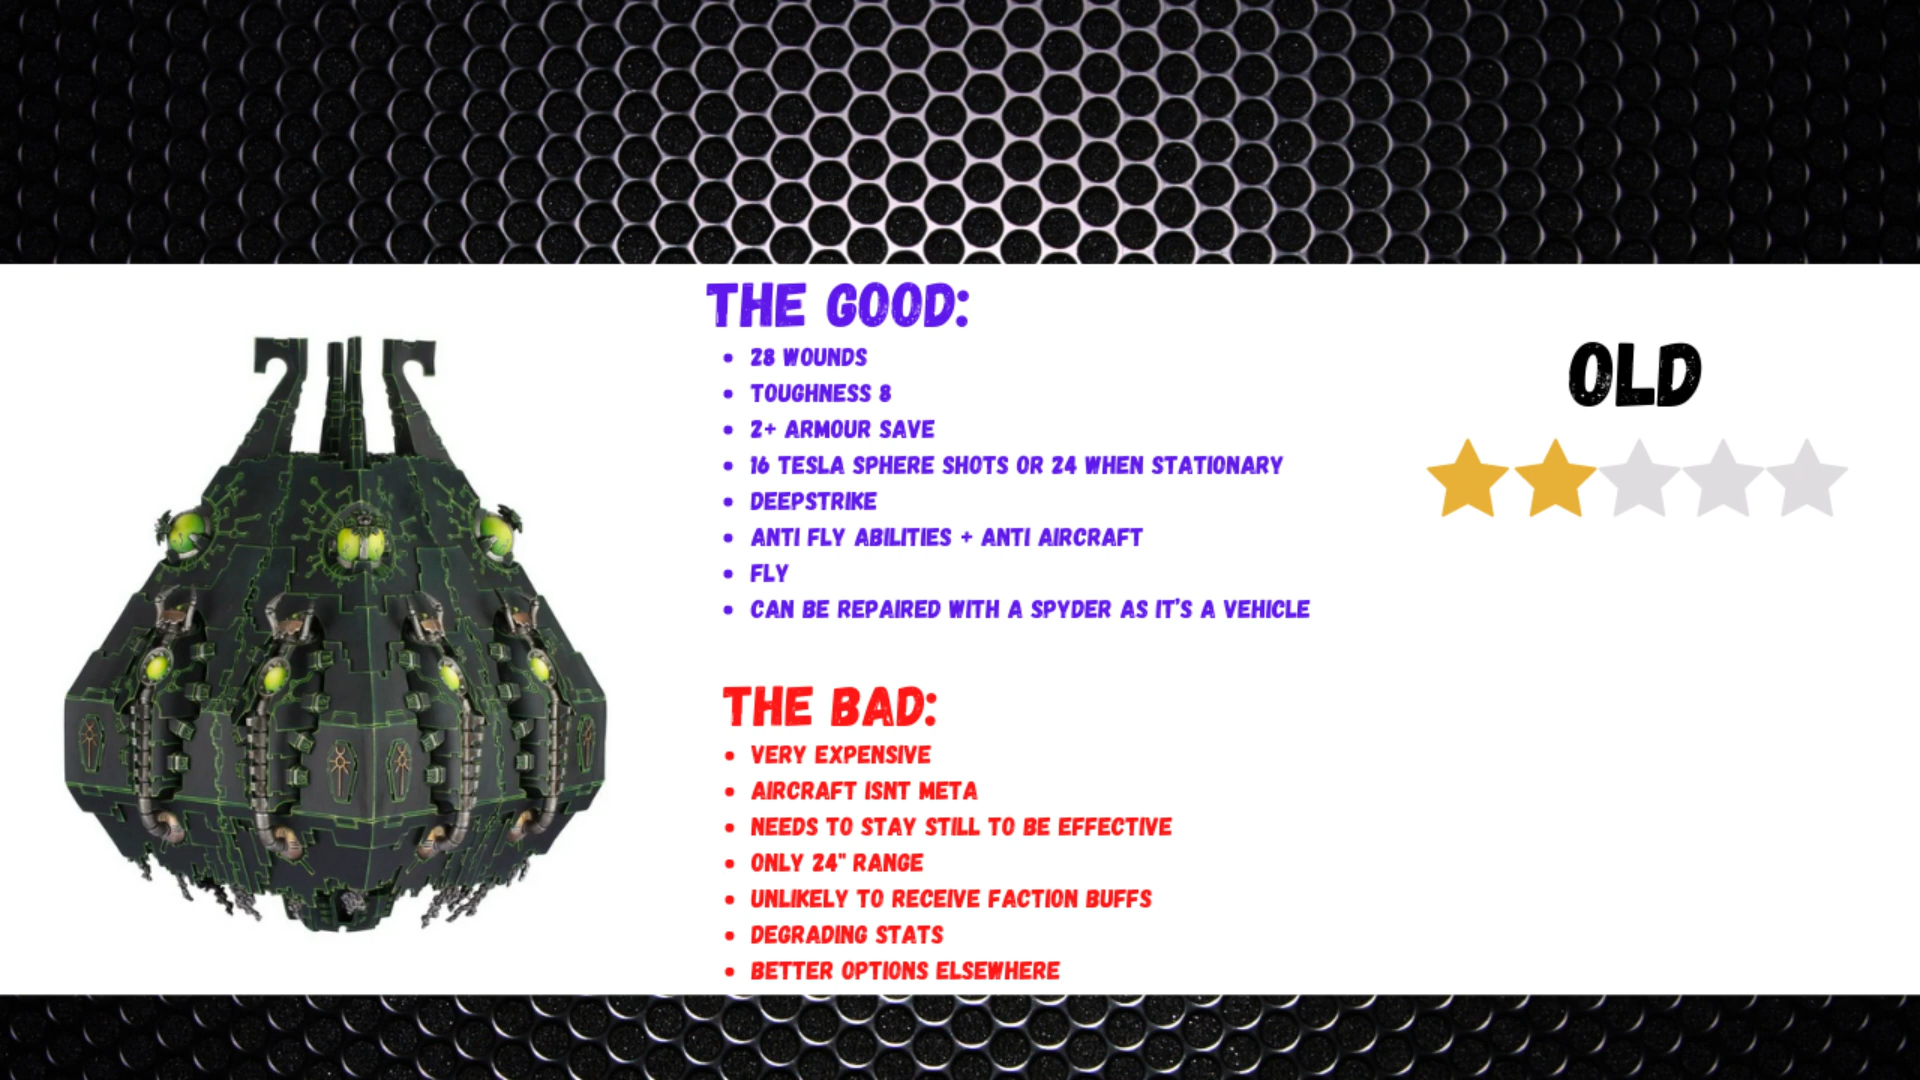 THE GOOD:
• 28 WOUNDS
• TOUGHNESS 8
• 2+ ARMOUR SAVE
• 16 TESLA SPHERE SHOTS OR 24 WHEN STATIONARY
• DEEPSTRIKE
• ANTI FLY ABILITIES + ANTI AIRCRAFT
• FLY
• CAN BE REPAIRED WITH A SPYDER AS IT'S A VEHICLE
OLD
THE BAD:
• VERY EXPENSIVE
• AIRCRAFT ISNT META
• NEEDS TO STAY STILL TO BE EFFECTIVE
• ONLY 24" RANGE
• UNLIKELY TO RECEIVE FACTION BUFFS
• DEGRADING STATS
• BETTER OPTIONS ELSEWHERE